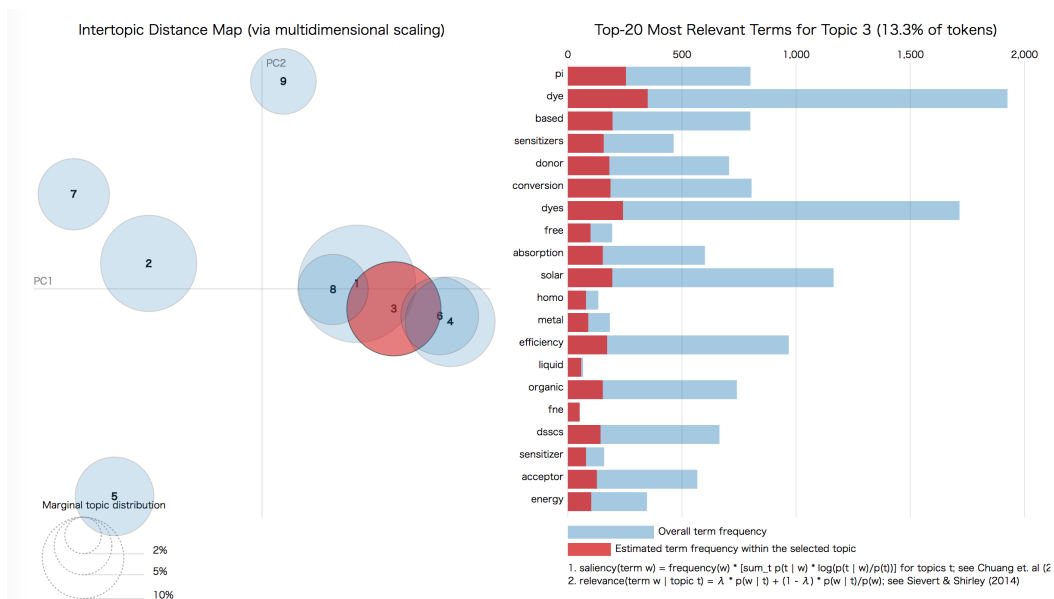 Intertopic Distance Map (via multidimensional scaling)
PC2
9
7
2
PC1
8
1
3
6
4
5
Marginal topic distribution
2%
5%
10%
Top-20 Most Relevant Terms for Topic 3 (13.3% of tokens)
0 500 1,000 1,500 2,000
pi
dye
based
sensitizers
donor
conversion
dyes
free
absorption
solar
homo
metal
efficiency
liquid
organic
fne
dsscs
sensitizer
acceptor
energy
Overall term frequency
Estimated term frequency within the selected topic
1. saliency(term w) = frequency(w) * [sum_t p(t | w) * log(p(t | w)/p(t))] for topics t; see Chuang et. al (2
2. relevance(term w | topic t) = λ * p(w | t) + (1 - λ) * p(w | t)/p(w); see Sievert & Shirley (2014)